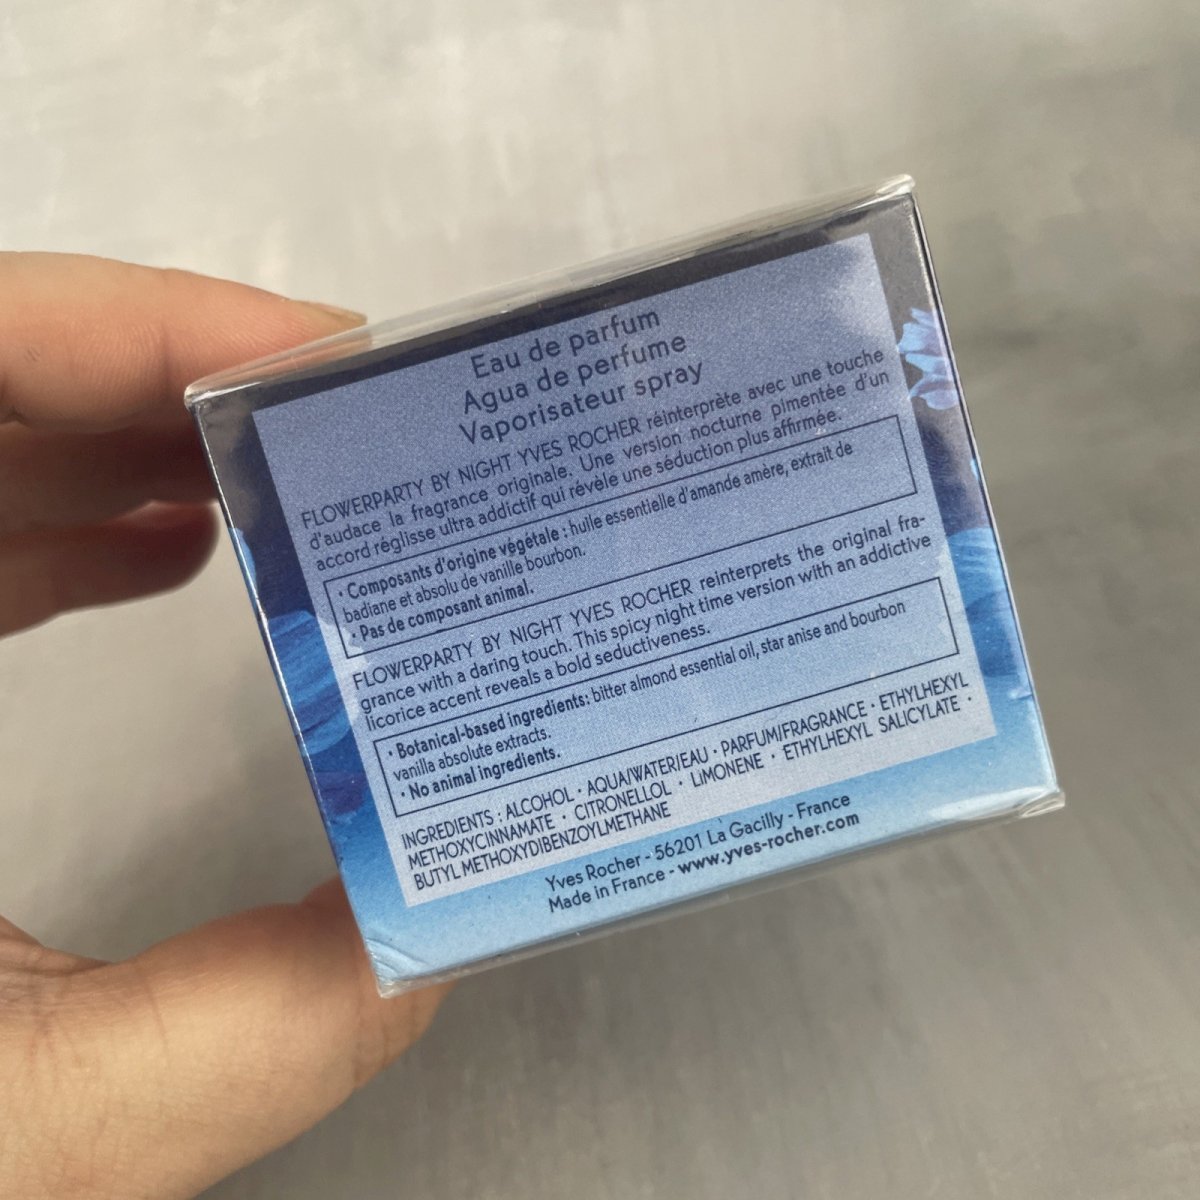 Eau de parfum
Agua de perfume
Vaporisateur spray
FLOWERPARTY BY NIGHT YVES ROCHER réinterprète avec une touche
d'audace la fragrance originale. Une version nocturne pimentée d'un
accord réglisse ultra addictif qui révèle une séduction plus affirmée.
• Composants d'origine végétale : huile essentielle d'amande amère, extrait de
badiane et absolu de vanille bourbon.
• Pas de composant animal.
FLOWERPARTY BY NIGHT YVES ROCHER reinterprets the original fra-
grance with a daring touch. This spicy night time version with an addictive
licorice accent reveals a bold seductiveness.
• Botanical-based ingredients: bitter almond essential oil, star anise and bourbon
vanilla absolute extracts.
• No animal ingredients.
INGREDIENTS : ALCOHOL · AQUA/WATER/EAU · PARFUM/FRAGRANCE · ETHYLHEXYL
METHOXYCINNAMATE · CITRONELLOL · LIMONENE · ETHYLHEXYL SALICYLATE ·
BUTYL METHOXYDIBENZOYLMETHANE
Yves Rocher - 56201 La Gacilly - France
Made in France - www.yves-rocher.com